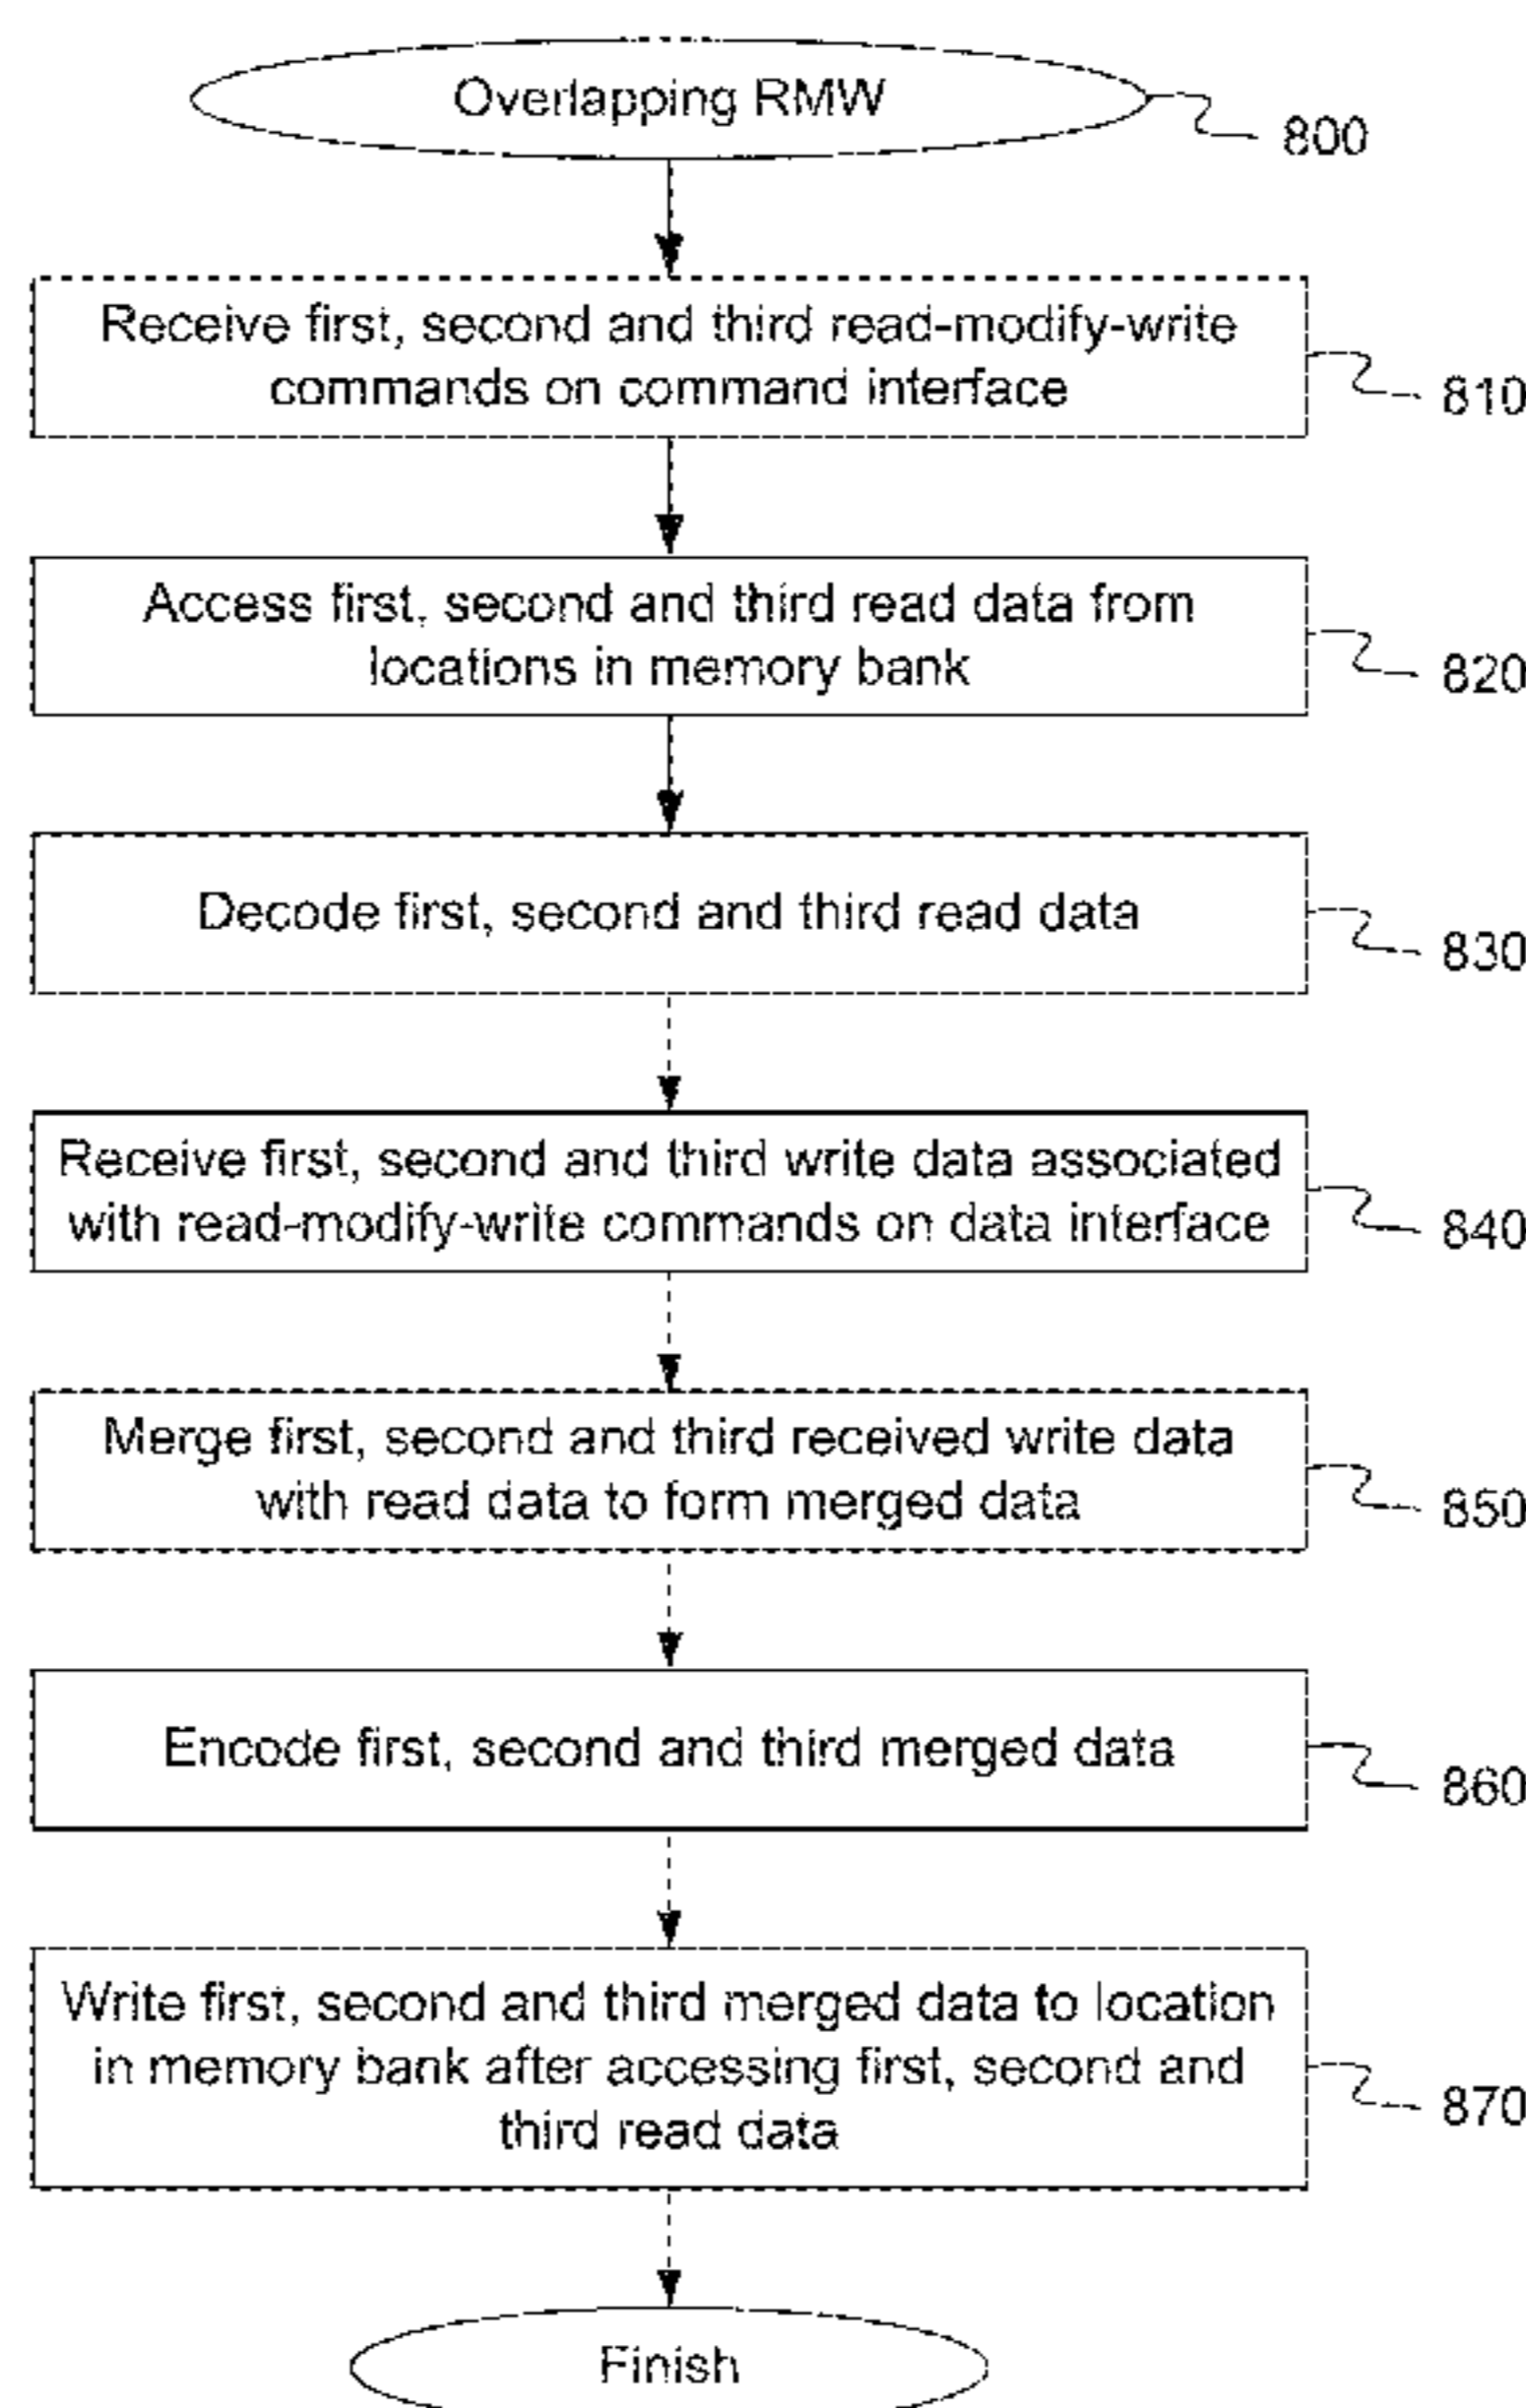 Overlapping RMW
800
Receive first, second and third read-modify-write
commands on command interface
810
Access first, second and third read data from
locations in memory bank
820
Decode first, second and third read data
830
Receive first, second and third write data associated
with read-modify-write commands on data interface
840
Merge first, second and third received write data
with read data to form merged data
850
Encode first, second and third merged data
860
Write first, second and third merged data to location
in memory bank after accessing first, second and
third read data
870
Finish